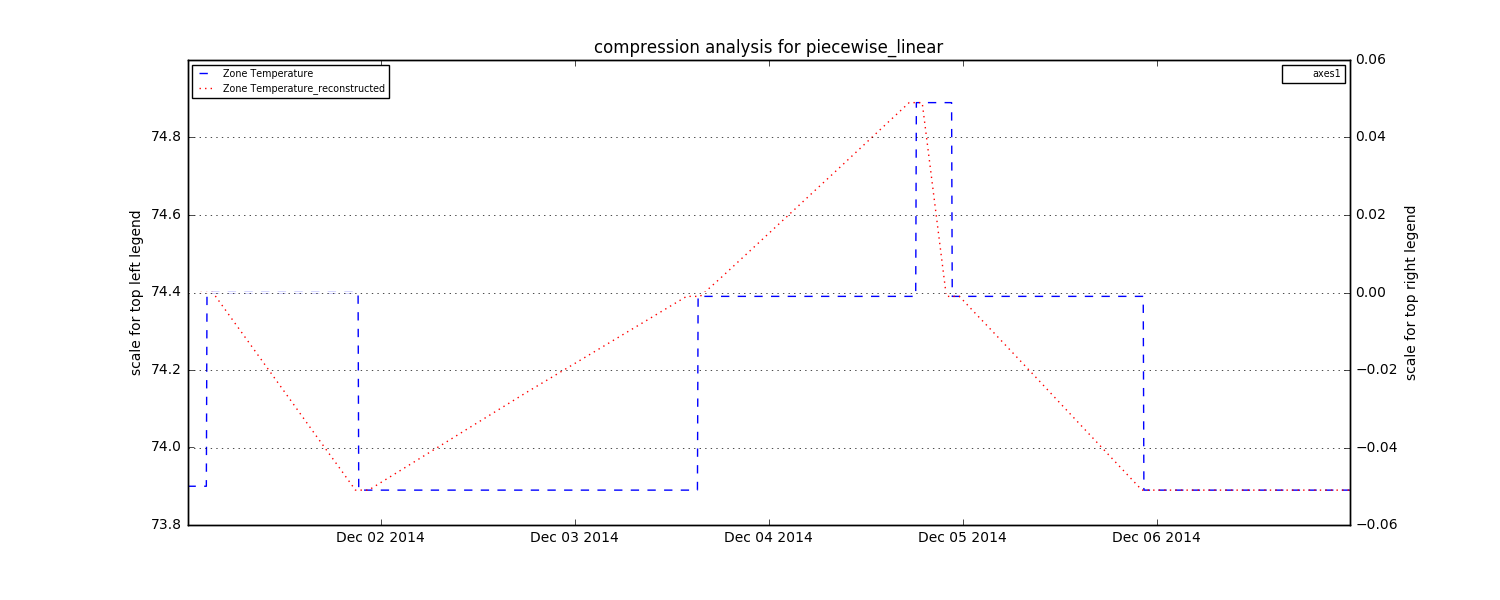 compression analysis for piecewise_linear
Zone Temperature
Zone Temperature_reconstructed
axes1
scale for top left legend
74.8
74.6
74.4
74.2
74.0
73.8
0.06
0.04
0.02
0.00
−0.02
−0.04
−0.06
scale for top right legend
Dec 02 2014
Dec 03 2014
Dec 04 2014
Dec 05 2014
Dec 06 2014